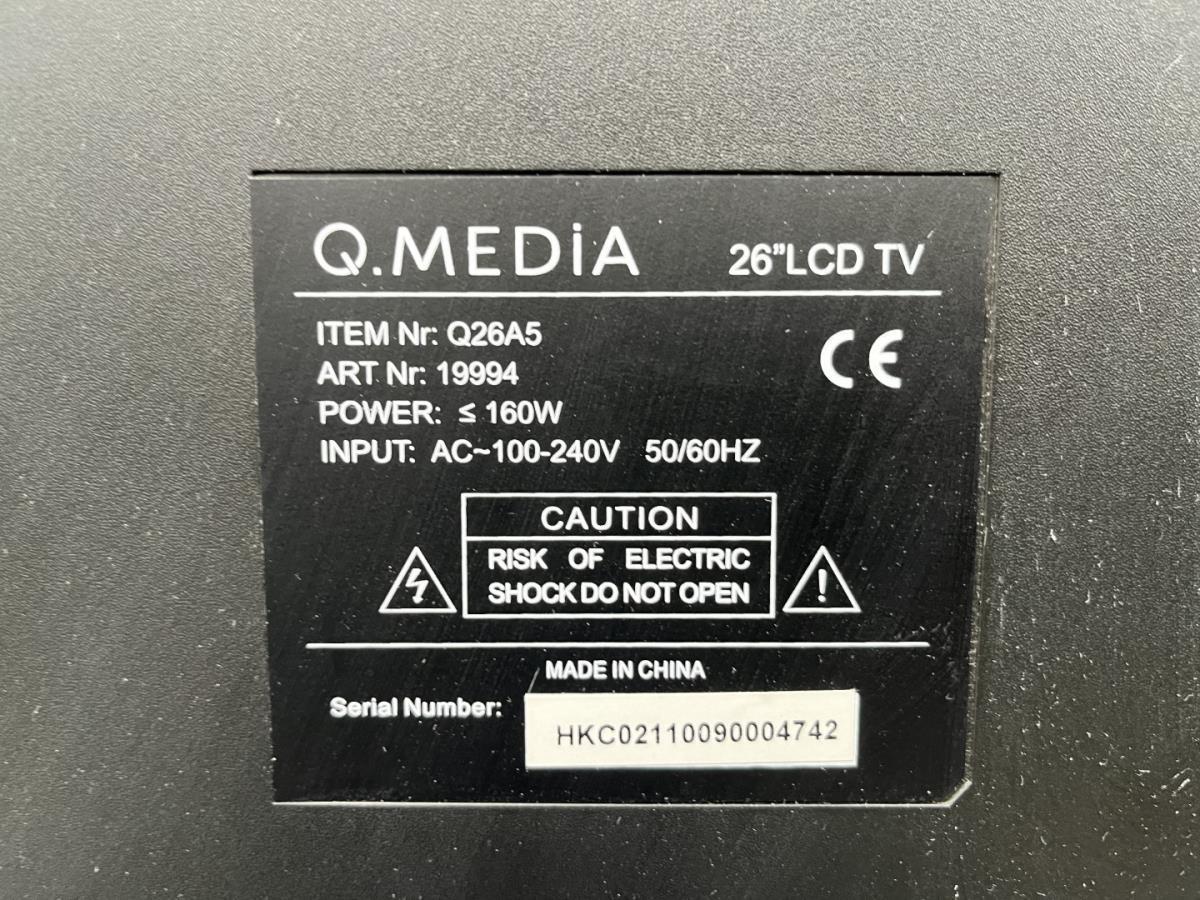 Q.MEDiA 26”LCD TV
ITEM Nr: Q26A5
ART Nr: 19994
POWER: ≤ 160W
INPUT: AC~100-240V 50/60HZ
CE
CAUTION
RISK OF ELECTRIC
SHOCK DO NOT OPEN
!
MADE IN CHINA
Serial Number: HKC02110090004742